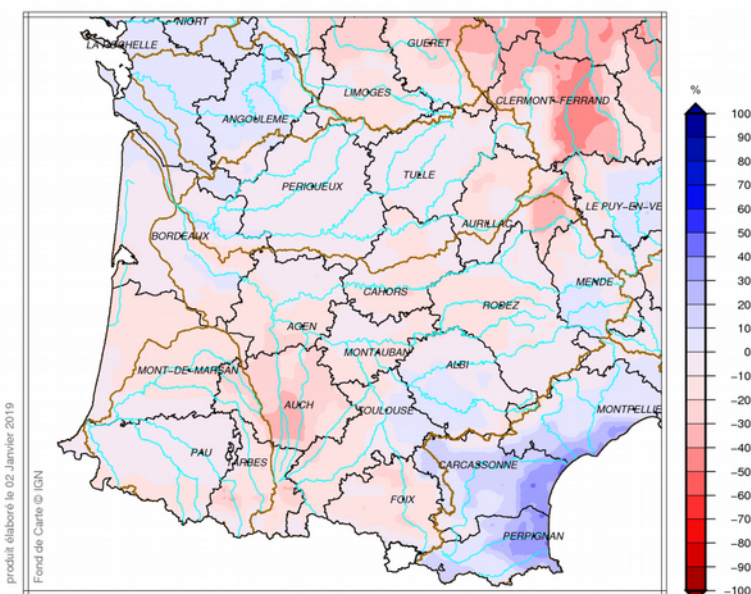 NIORT
LA ROCHELLE
GUERET
LIMOGES
CLERMONT-FERRAND
ANGOULEME
PERIGUEUX
TULLE
LE PUY-EN-VE
AURILLAC
BORDEAUX
MENDE
CAHORS
RODEZ
AGEN
MONTAUBAN
ALBI
MONT-DE-MARSAN
AUCH
TOULOUSE
MONTPELLIE
PAU
TARBES
CARCASSONNE
FOIX
PERPIGNAN
%
100
90
80
70
60
50
40
30
20
10
0
-10
-20
-30
-40
-50
-60
-70
-80
-90
-100
produit élaboré le 02 Janvier 2019
Fond de Carte © IGN